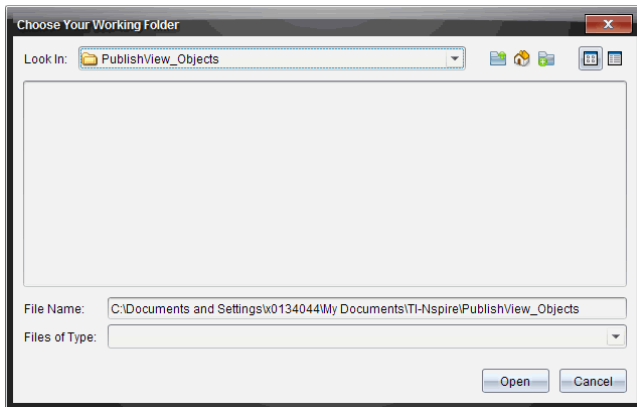 Choose Your Working Folder
Look In: PublishView_Objects
File Name: C:\Documents and Settings\x0134044\My Documents\TI-Nspire\PublishView_Objects
Files of Type:
Open Cancel